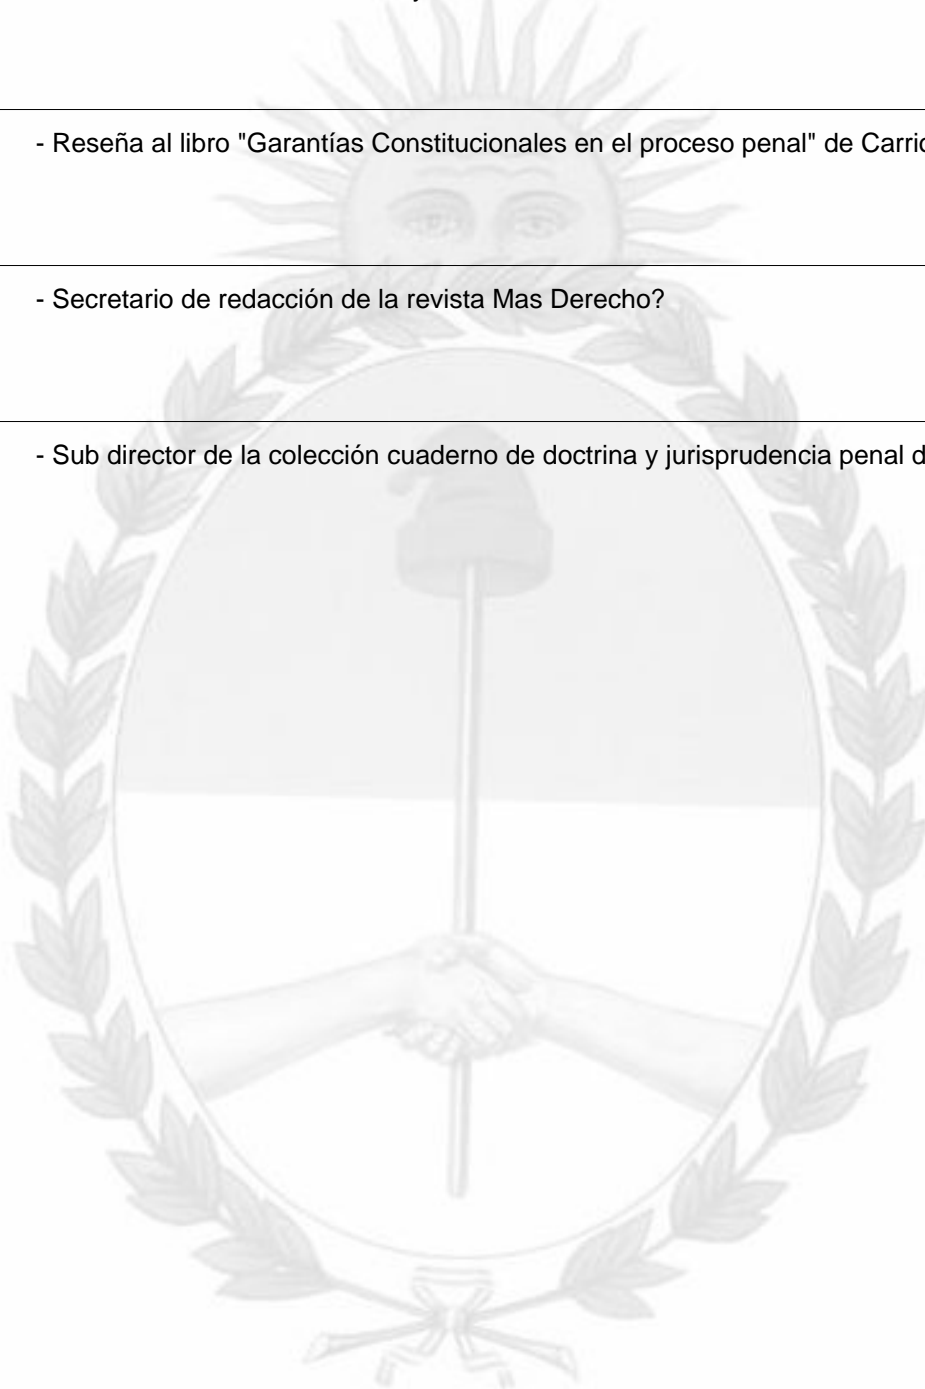 - Reseña al libro "Garantías Constitucionales en el proceso penal" de
- Secretario de redacción de la revista Mas Derecho?
- Sub director de la colección cuaderno de doctrina y jurisprudencia penal